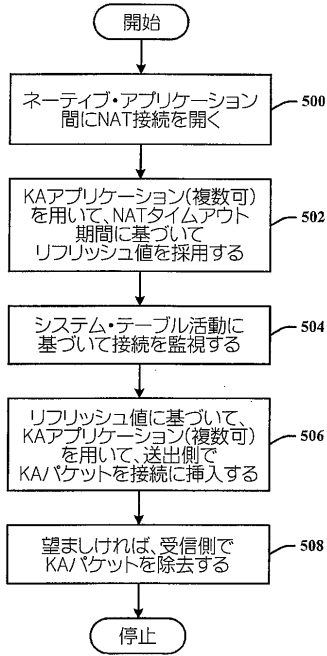 開始
ネーティブ・アプリケーション
間にNAT接続を開く
500
KAアプリケーション(複数可)
を用いて、NATタイムアウト
期間に基づいて
リフリッシュ値を採用する
502
システム・テーブル活動に
基づいて接続を監視する
504
リフリッシュ値に基づいて、
KAアプリケーション(複数可)
を用いて、送出側で
KAパケットを接続に挿入する
506
望ましければ、受信側で
KAパケットを除去する
508
停止